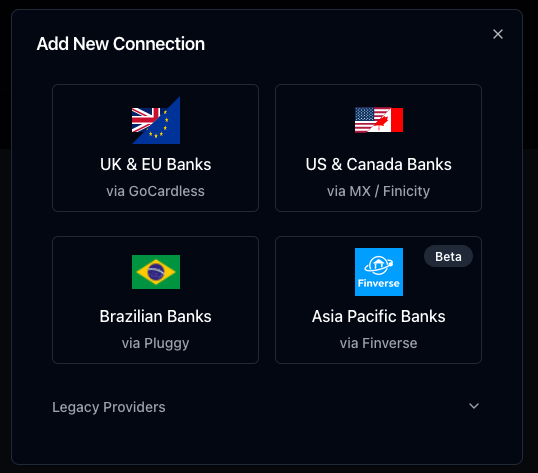 Add New Connection
UK & EU Banks
via GoCardless
US & Canada Banks
via MX / Finicity
Brazilian Banks
via Pluggy
Beta
Finverse
Asia Pacific Banks
via Finverse
Legacy Providers